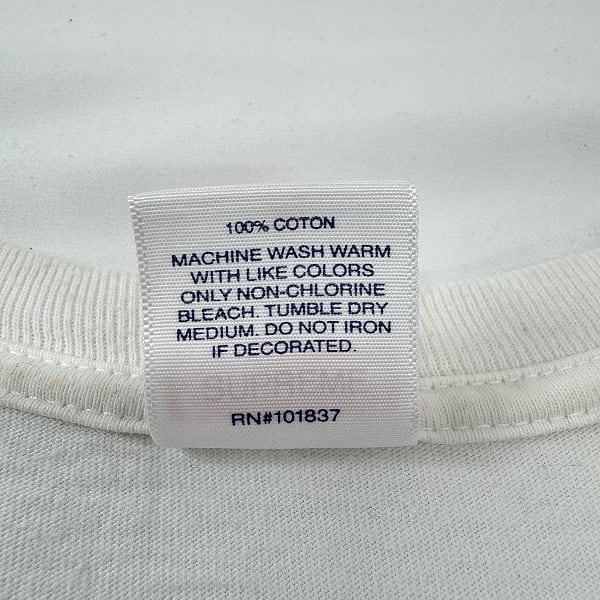 100% COTON
MACHINE WASH WARM
WITH LIKE COLORS
ONLY NON-CHLORINE
BLEACH. TUMBLE DRY
MEDIUM. DO NOT IRON
IF DECORATED.
RN#101837